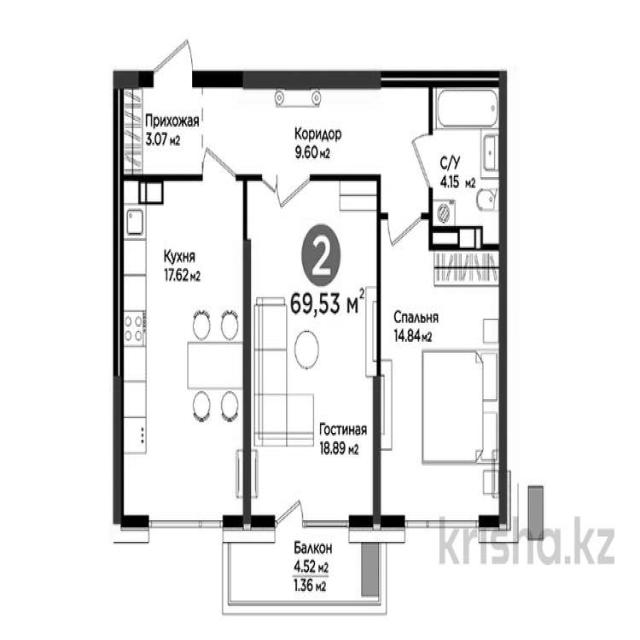 Прихожая
3.07 м2
Коридор
9.60 м2
С/У
4.15 м2
Кухня
17.62 м2
2
69,53 м²
Спальня
14.84 м2
Гостиная
18.89 м2
Балкон
4.52 м2
1.36 м2
krisha.kz